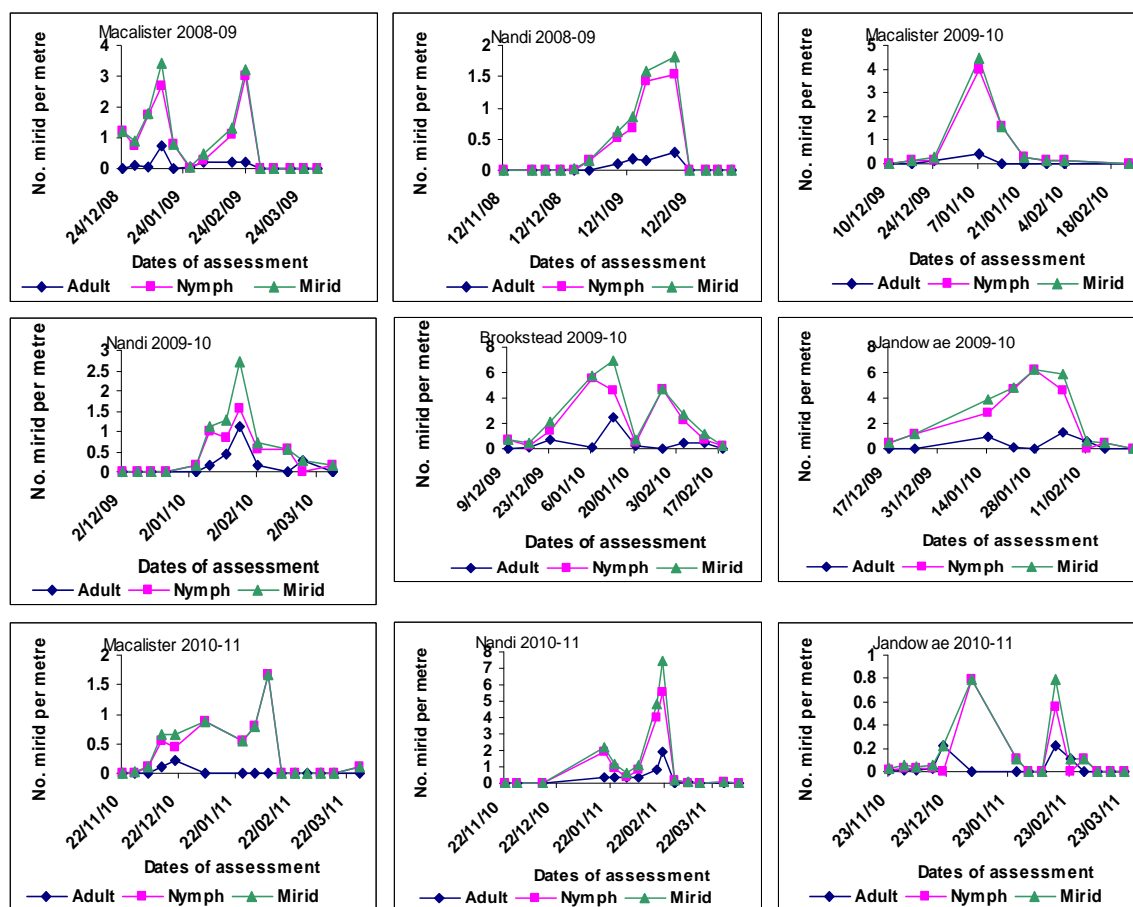 Macalister 2008-09
No. mirid per metre
4
3
2
1
0
24/12/08
24/01/09
24/02/09
24/03/09
Dates of assessment
Adult Nymph Mirid
Nandi 2008-09
No. mirid per metre
2
1.5
1
0.5
0
12/11/08
12/12/08
12/1/09
12/2/09
Dates of assessment
Adult Nymph Mirid
Macalister 2009-10
No. mirid per metre
5
4
3
2
1
0
10/12/09
24/12/09
7/01/10
21/01/10
4/02/10
18/02/10
Dates of assessment
Adult Nymph Mirid
Nandi 2009-10
No. mirid per metre
3
2.5
2
1.5
1
0.5
0
2/12/09
2/01/10
2/02/10
2/03/10
Dates of assessment
Adult Nymph Mirid
Brookstead 2009-10
No. mirid per metre
8
6
4
2
0
9/12/09
23/12/09
6/01/10
20/01/10
3/02/10
17/02/10
Dates of assessment
Adult Nymph Mirid
Jandow ae 2009-10
No. mirid per metre
8
6
4
2
0
17/12/09
31/12/09
14/01/10
28/01/10
11/02/10
Dates of assessment
Adult Nymph Mirid
Macalister 2010-11
No. mirid per metre
2
1.5
1
0.5
0
22/11/10
22/12/10
22/01/11
22/02/11
22/03/11
Dates of assessment
Adult Nymph Mirid
Nandi 2010-11
No. mirid per metre
8
7
6
5
4
3
2
1
0
22/11/10
22/12/10
22/01/11
22/02/11
22/03/11
Dates of assessment
Adult Nymph Mirid
Jandow ae 2010-11
No. mirid per metre
1
0.8
0.6
0.4
0.2
0
23/11/10
23/12/10
23/01/11
23/02/11
23/03/11
Dates of assessment
Adult Nymph Mirid